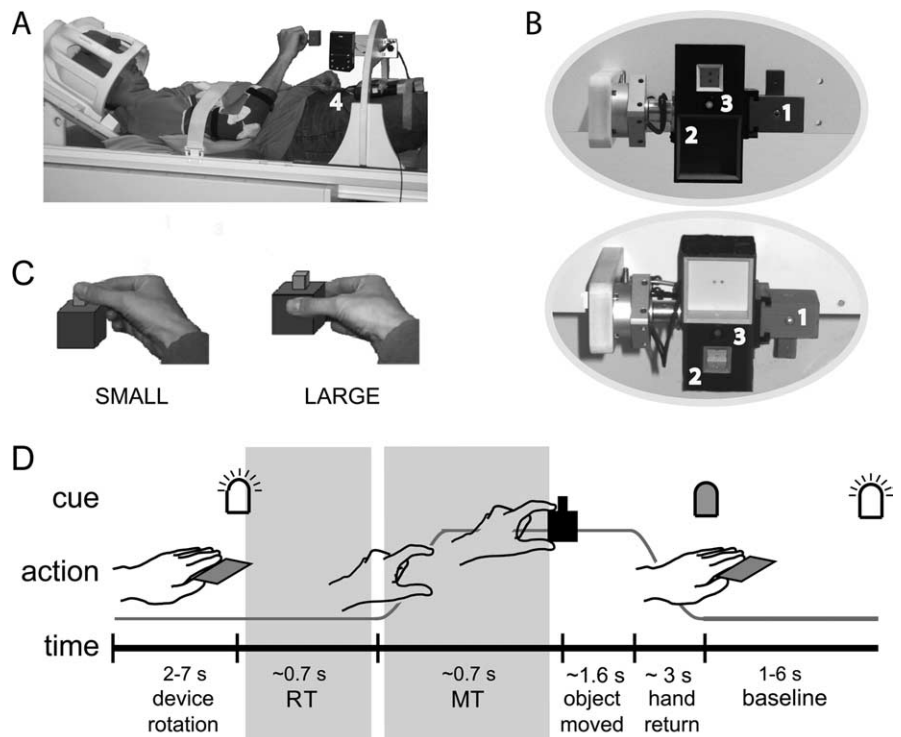 A
4
B
3
1
2
1
3
2
C
SMALL
LARGE
D
cue
action
time
2-7 s
device
rotation
~0.7 s
RT
~0.7 s
MT
~1.6 s
object
moved
~ 3 s
hand
return
1-6 s
baseline